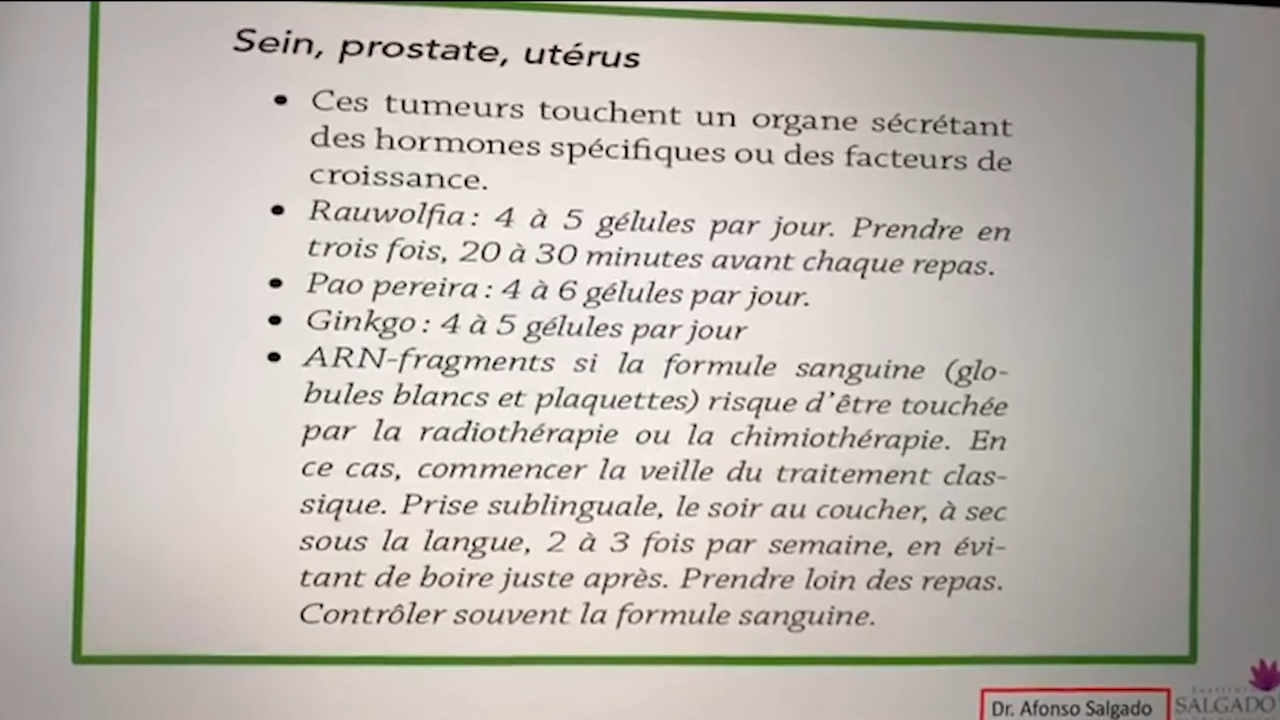 Sein, prostate, utérus
• Ces tumeurs touchent un organe sécrétant
des hormones spécifiques ou des facteurs de
croissance.
• Rauwolfia : 4 à 5 gélules par jour. Prendre en
trois fois, 20 à 30 minutes avant chaque repas.
• Pao pereira : 4 à 6 gélules par jour.
• Ginkgo : 4 à 5 gélules par jour
• ARN-fragments si la formule sanguine (glo-
bules blancs et plaquettes) risque d’être touchée
par la radiothérapie ou la chimiothérapie. En
ce cas, commencer la veille du traitement clas-
sique. Prise sublinguale, le soir au coucher, à sec
sous la langue, 2 à 3 fois par semaine, en évi-
tant de boire juste après. Prendre loin des repas.
Contrôler souvent la formule sanguine.
Dr. Afonso Salgado
SALGADO